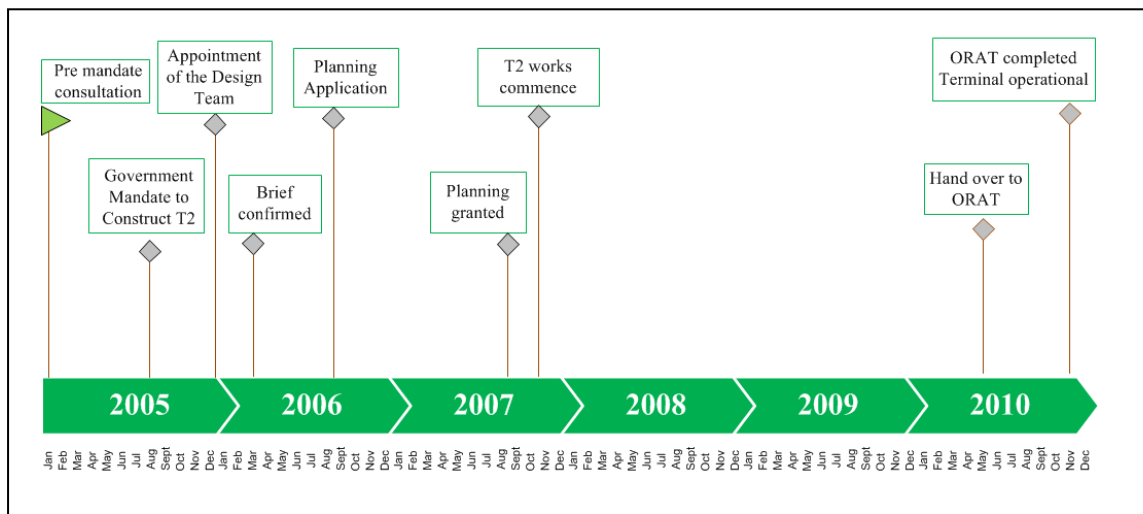 Pre mandate
consultation
Appointment
of the Design
Team
Planning
Application
T2 works
commence
ORAT completed
Terminal operational
Government
Mandate to
Construct T2
Brief
confirmed
Planning
granted
Hand over to
ORAT
2005
2006
2007
2008
2009
2010
Jan Feb Mar Apr May Jun Jul Aug Sept Oct Nov Dec Jan Feb Mar Apr May Jun Jul Aug Sept Oct Nov Dec Jan Feb Mar Apr May Jun Jul Aug Sept Oct Nov Dec Jan Feb Mar Apr May Jun Jul Aug Sept Oct Nov Dec Jan Feb Mar Apr May Jun Jul Aug Sept Oct Nov Dec Jan Feb Mar Apr May Jun Jul Aug Sept Oct Nov Dec